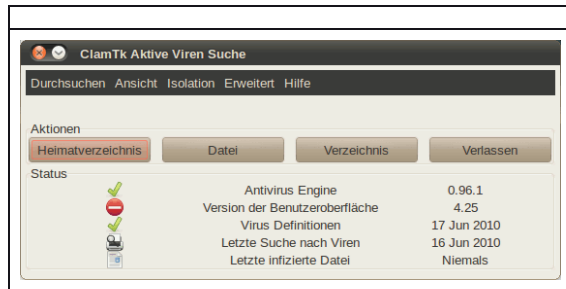 ClamTk Aktive Viren Suche
Durchsuchen Ansicht Isolation Erweitert Hilfe
Aktionen
Heimatverzeichnis Datei Verzeichnis Verlassen
Status
Antivirus Engine 0.96.1
Version der Benutzeroberfläche 4.25
Virus Definitionen 17 Jun 2010
Letzte Suche nach Viren 16 Jun 2010
Letzte infizierte Datei Niemals